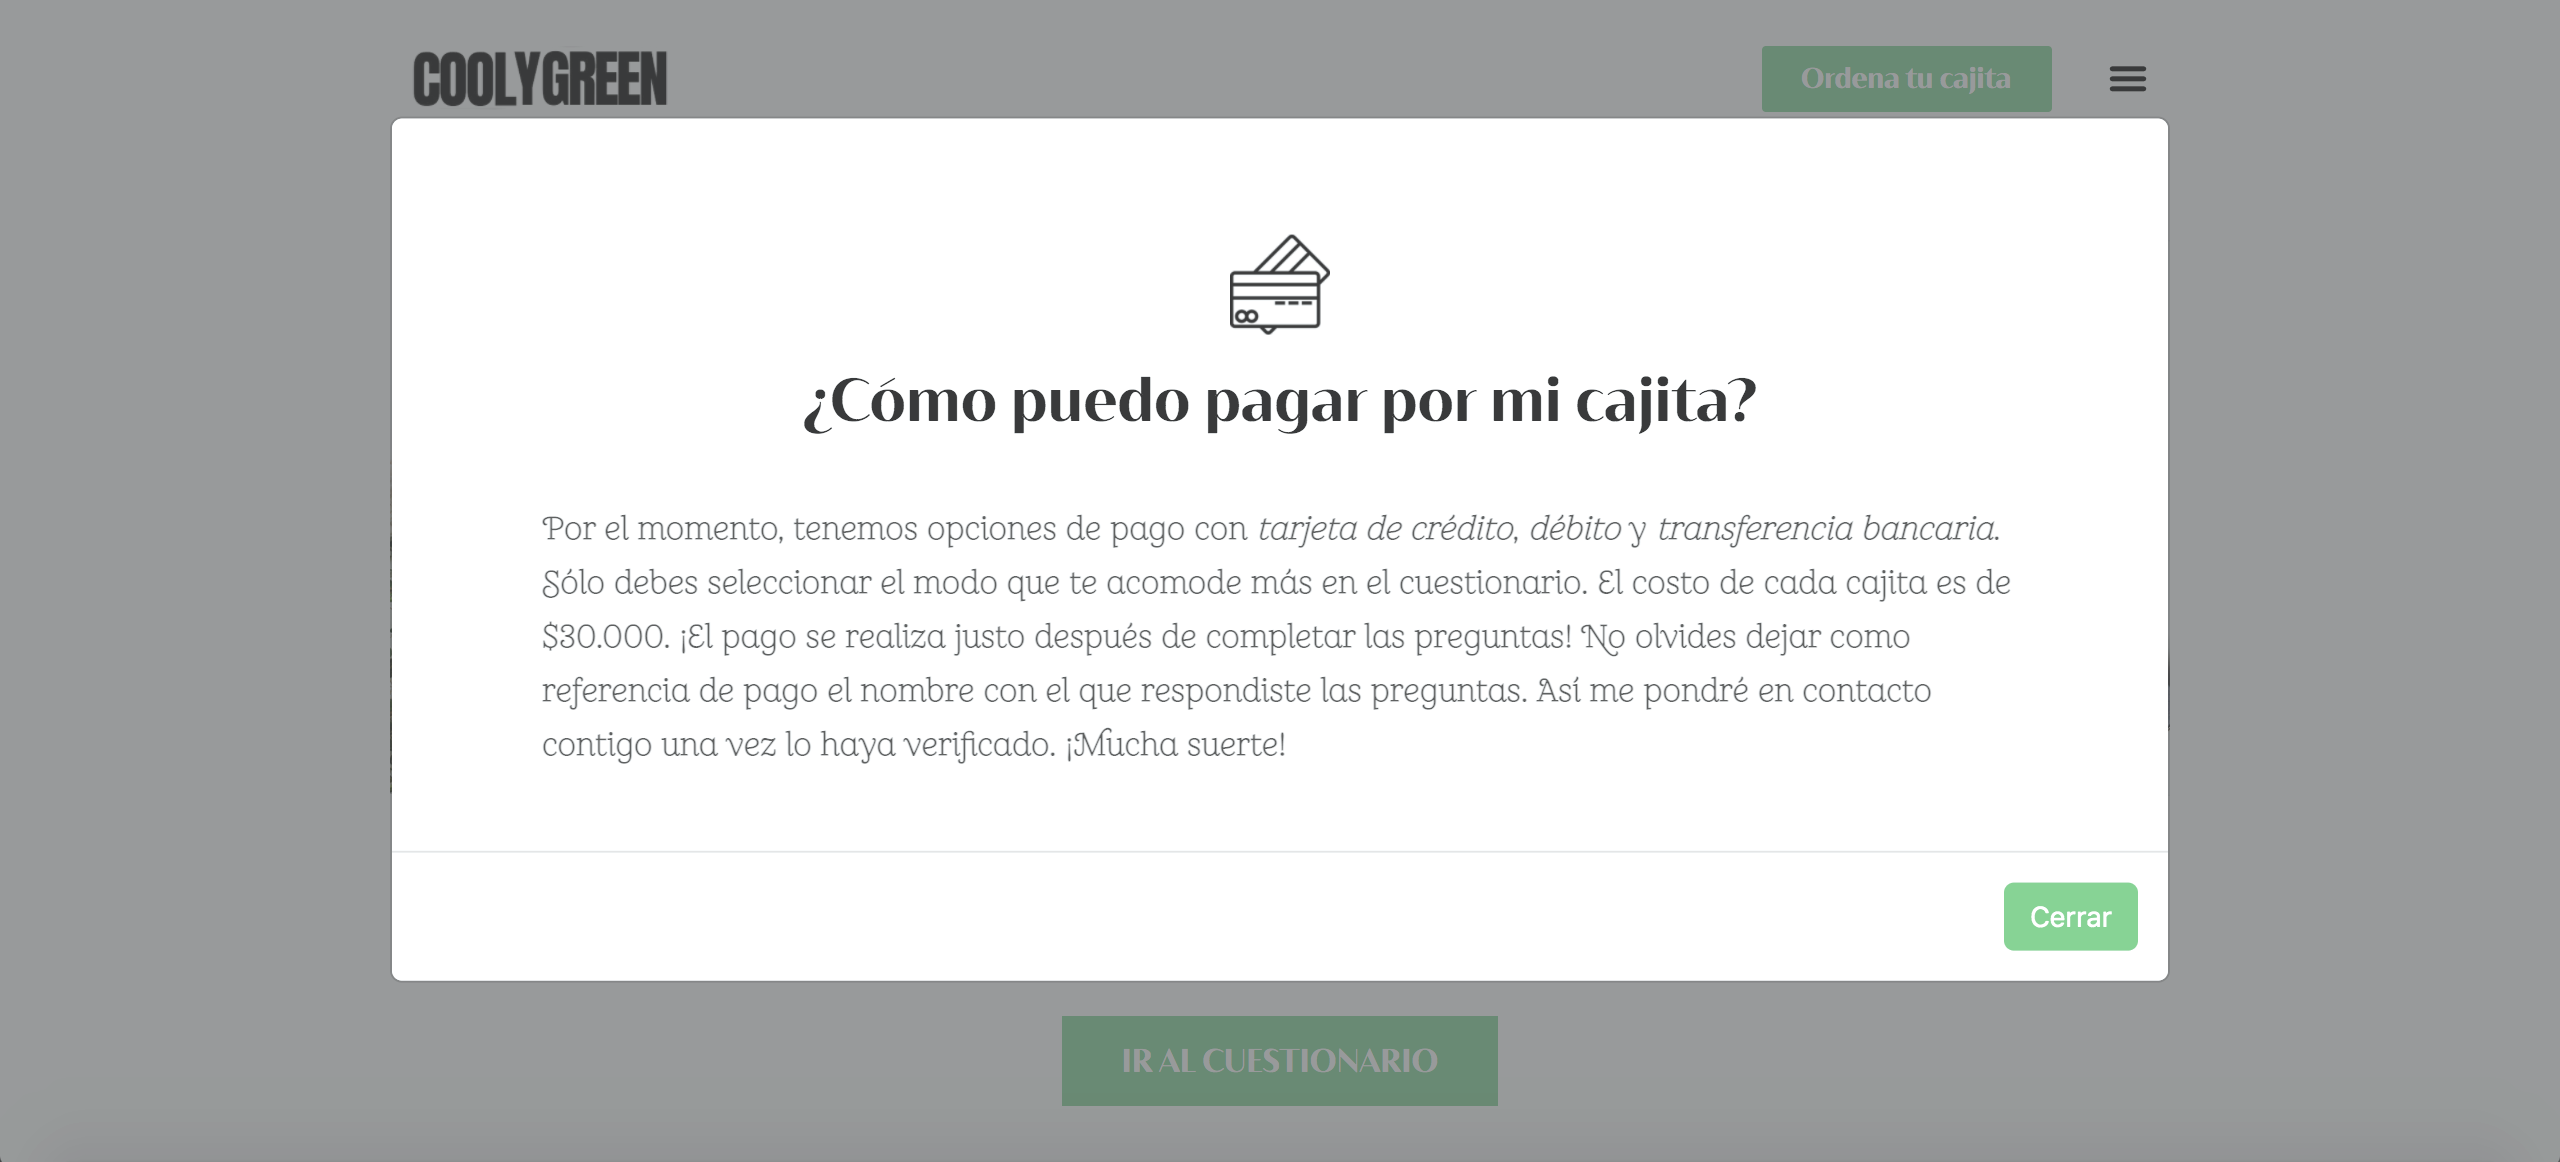 COOLYGREEN
Ordena tu cajita
¿Cómo puedo pagar por mi cajita?
Por el momento, tenemos opciones de pago con tarjeta de crédito, débito y transferencia bancaria.
Sólo debes seleccionar el modo que te acomode más en el cuestionario. El costo de cada cajita es de
$30.000. ¡El pago se realiza justo después de completar las preguntas! No olvides dejar como
referencia de pago el nombre con el que respondiste las preguntas. Así me pondré en contacto
contigo una vez lo haya verificado. ¡Mucha suerte!
Cerrar
IR AL CUESTIONARIO